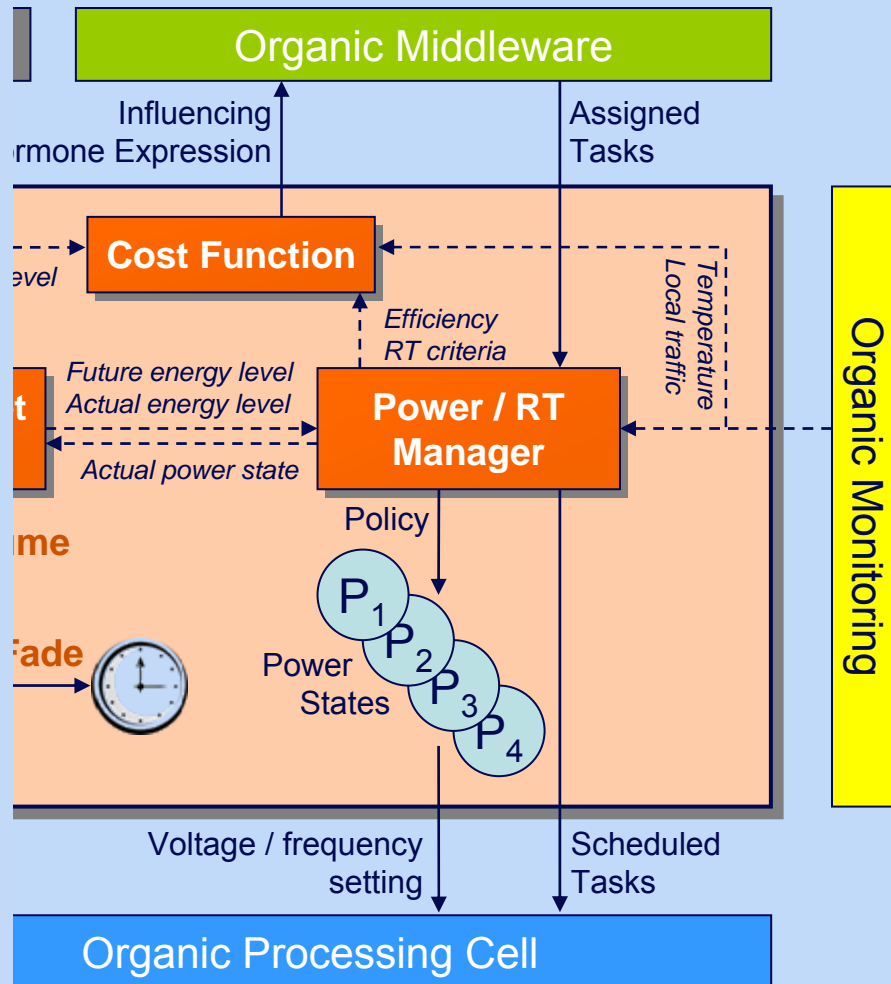 Organic Middleware
Influencing
ormone Expression
Assigned
Tasks
Cost Function
evel
Efficiency
RT criteria
Temperature
Local traffic
Future energy level
Actual energy level
t
Power / RT
Manager
Actual power state
Organic Monitoring
Policy
me
P1
P2
P3
P4
Fade
Power
States
Voltage / frequency
setting
Scheduled
Tasks
Organic Processing Cell